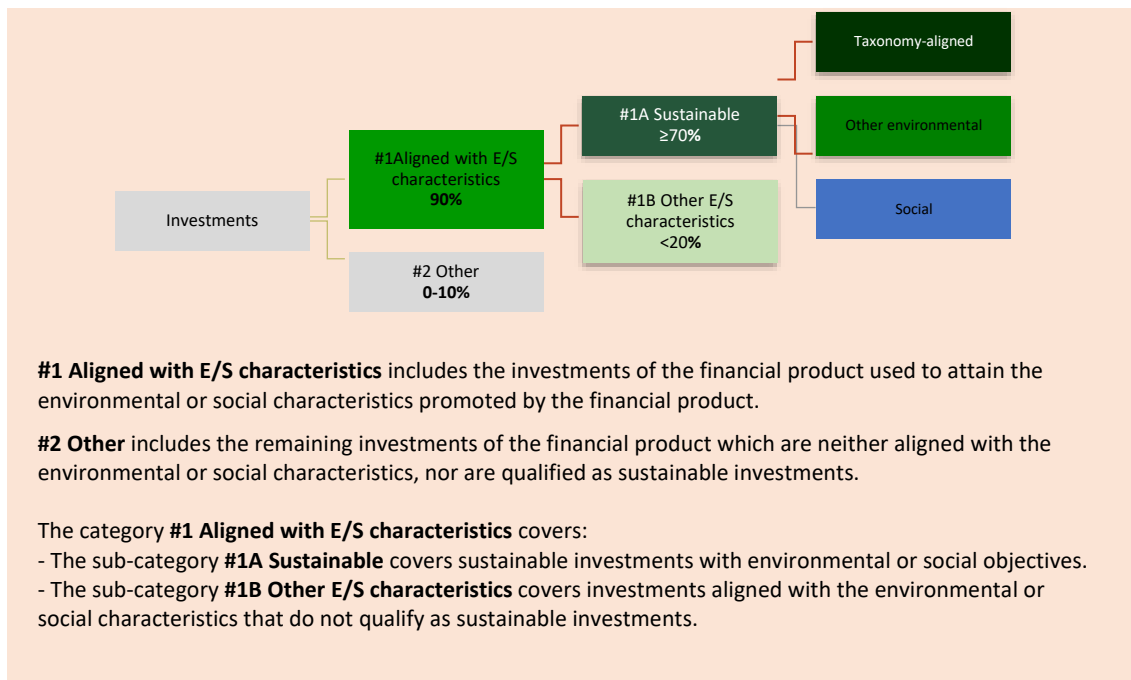 Taxonomy-aligned
#1A Sustainable
≥70%
Other environmental
#1Aligned with E/S
characteristics
90%
#1B Other E/S
characteristics
<20%
Social
Investments
#2 Other
0-10%
#1 Aligned with E/S characteristics includes the investments of the financial product used to attain the
environmental or social characteristics promoted by the financial product.
#2 Other includes the remaining investments of the financial product which are neither aligned with the
environmental or social characteristics, nor are qualified as sustainable investments.
The category #1 Aligned with E/S characteristics covers:
- The sub-category #1A Sustainable covers sustainable investments with environmental or social objectives.
- The sub-category #1B Other E/S characteristics covers investments aligned with the environmental or
social characteristics that do not qualify as sustainable investments.